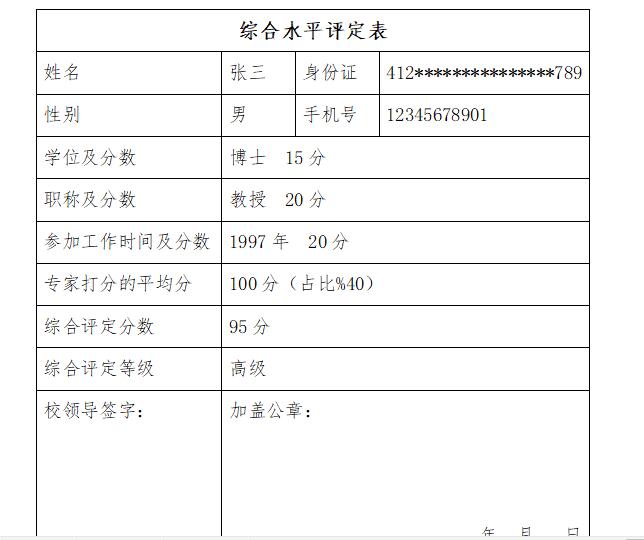 综合水平评定表
姓名 张三 身份证 412***************789
性别 男 手机号 12345678901
学位及分数 博士 15分
职称及分数 教授 20分
参加工作时间及分数 1997年 20分
专家打分的平均分 100分（占比%40）
综合评定分数 95分
综合评定等级 高级
校领导签字： 加盖公章：
年 月 日